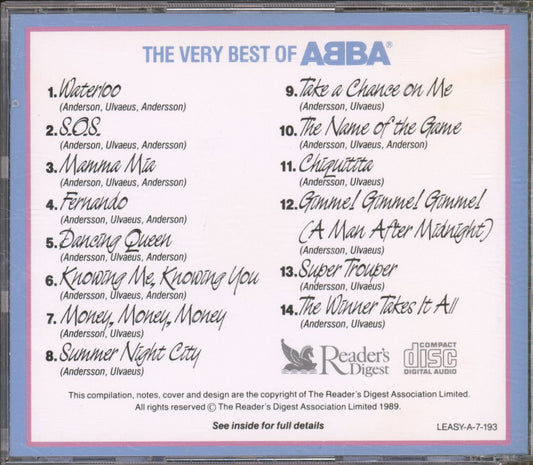 THE VERY BEST OF ABBA®
1. Waterloo
(Anderson, Ulvaeus, Andersson)
2. S.O.S.
(Andersson, Ulvaeus, Anderson)
3. Mamma Mia
(Andersson, Ulvaeus, Anderson)
4. Fernando
(Andersson, Ulvaeus, Anderson)
5. Dancing Queen
(Andersson, Ulvaeus, Anderson)
6. Knowing Me, Knowing You
(Andersson, Ulvaeus, Anderson)
7. Money, Money, Money
(Andersson, Ulvaeus)
8. Summer Night City
(Andersson, Ulvaeus)
9. Take a Chance on Me
(Andersson, Ulvaeus)
10. The Name of the Game
(Andersson, Ulvaeus, Anderson)
11. Chiquitita
(Andersson, Ulvaeus)
12. Gimme! Gimme! Gimme!
(A Man After Midnight)
(Andersson, Ulvaeus)
13. Super Trouper
(Andersson, Ulvaeus)
14. The Winner Takes It All
(Andersson, Ulvaeus)
Reader's
Digest
COMPACT
disc
DIGITAL AUDIO
This compilation, notes, cover and design are the copyright of The Reader's Digest Association Limited.
All rights reserved © The Reader's Digest Association Limited 1989.
See inside for full details
LEASY-A-7-193